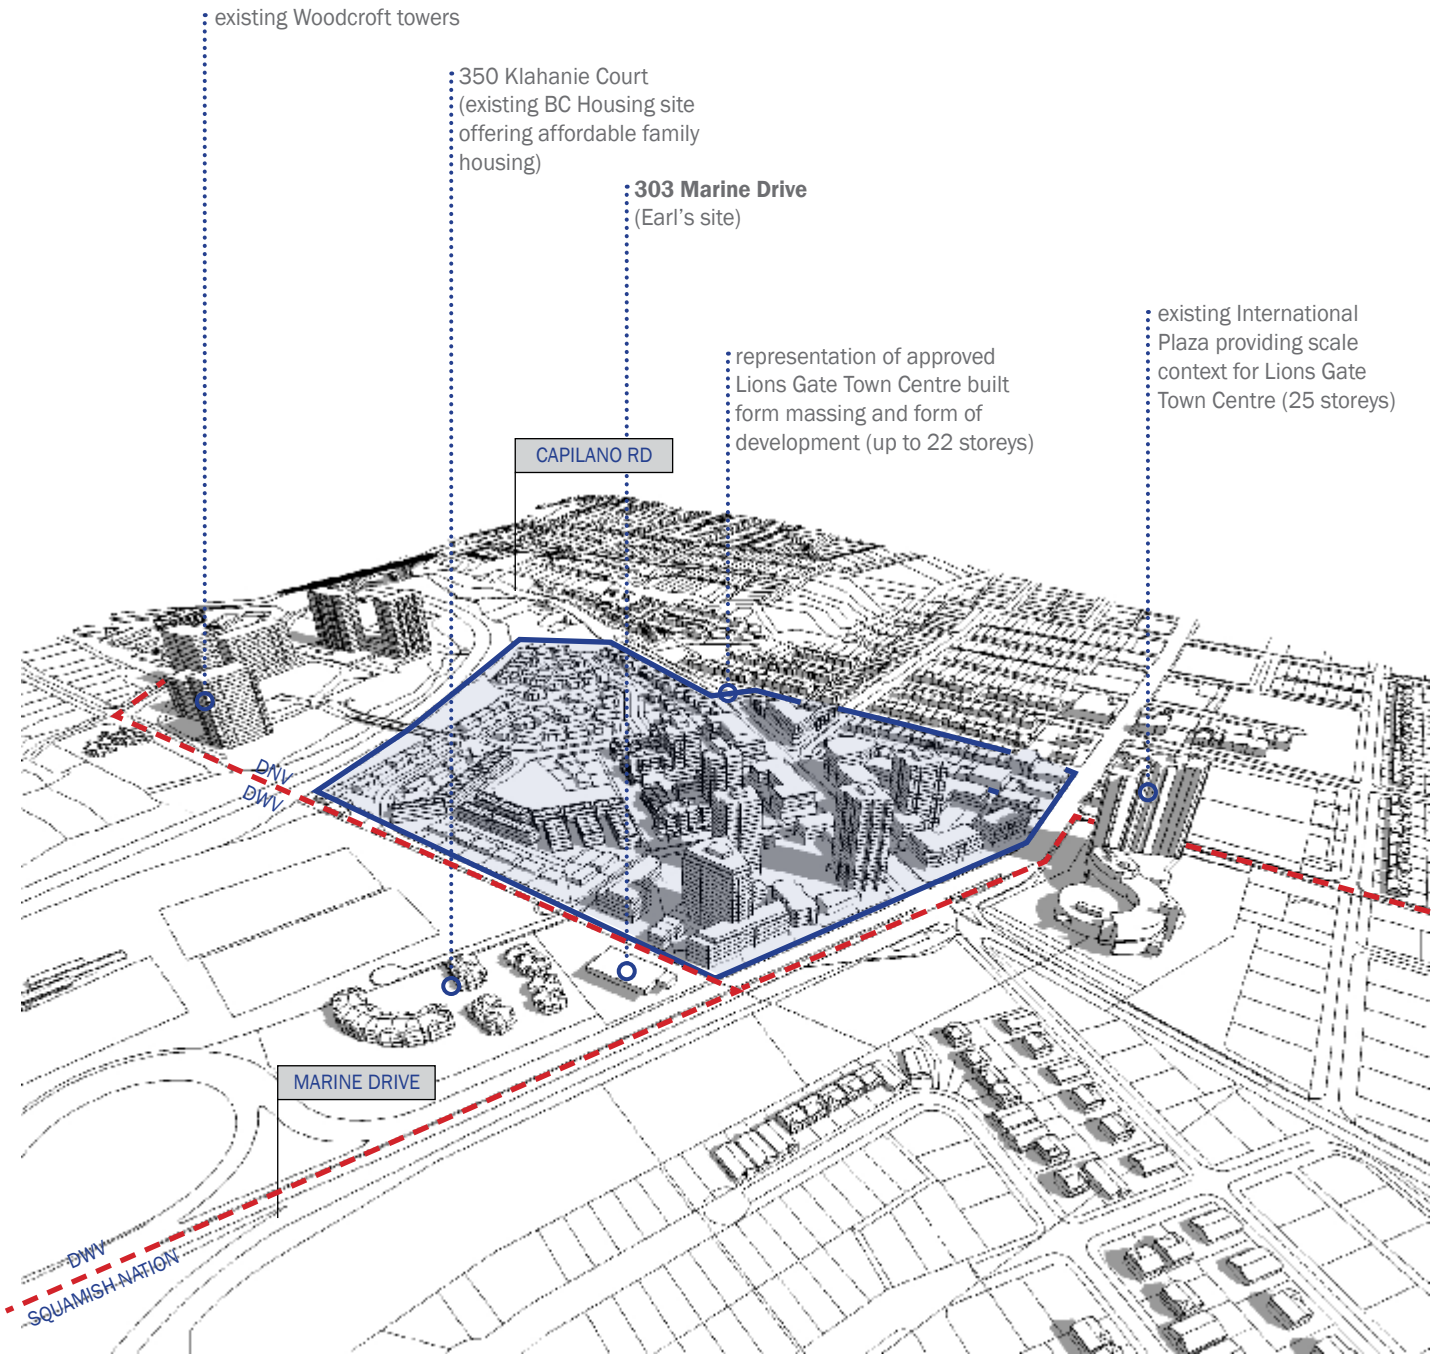 existing Woodcroft towers
350 Klahanie Court
(existing BC Housing site
offering affordable family
housing)
303 Marine Drive
(Earl's site)
existing International
Plaza providing scale
context for Lions Gate
Town Centre (25 storeys)
representation of approved
Lions Gate Town Centre built
form massing and form of
development (up to 22 storeys)
CAPILANO RD
DNV
DWV
MARINE DRIVE
DWV
SQUAMISH NATION